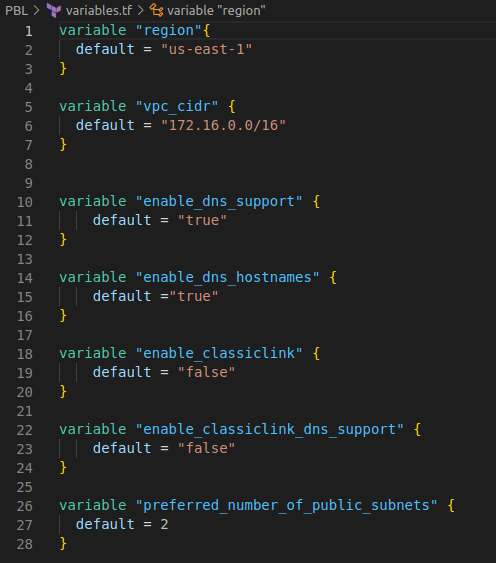 PBL > variables.tf > variable "region"
1 variable "region"{
2   default = "us-east-1"
3 }
4
5 variable "vpc_cidr" {
6   default = "172.16.0.0/16"
7 }
8
9
10 variable "enable_dns_support" {
11     default = "true"
12 }
13
14 variable "enable_dns_hostnames" {
15     default ="true"
16 }
17
18 variable "enable_classiclink" {
19     default = "false"
20 }
21
22 variable "enable_classiclink_dns_support" {
23     default = "false"
24 }
25
26 variable "preferred_number_of_public_subnets" {
27   default = 2
28 }